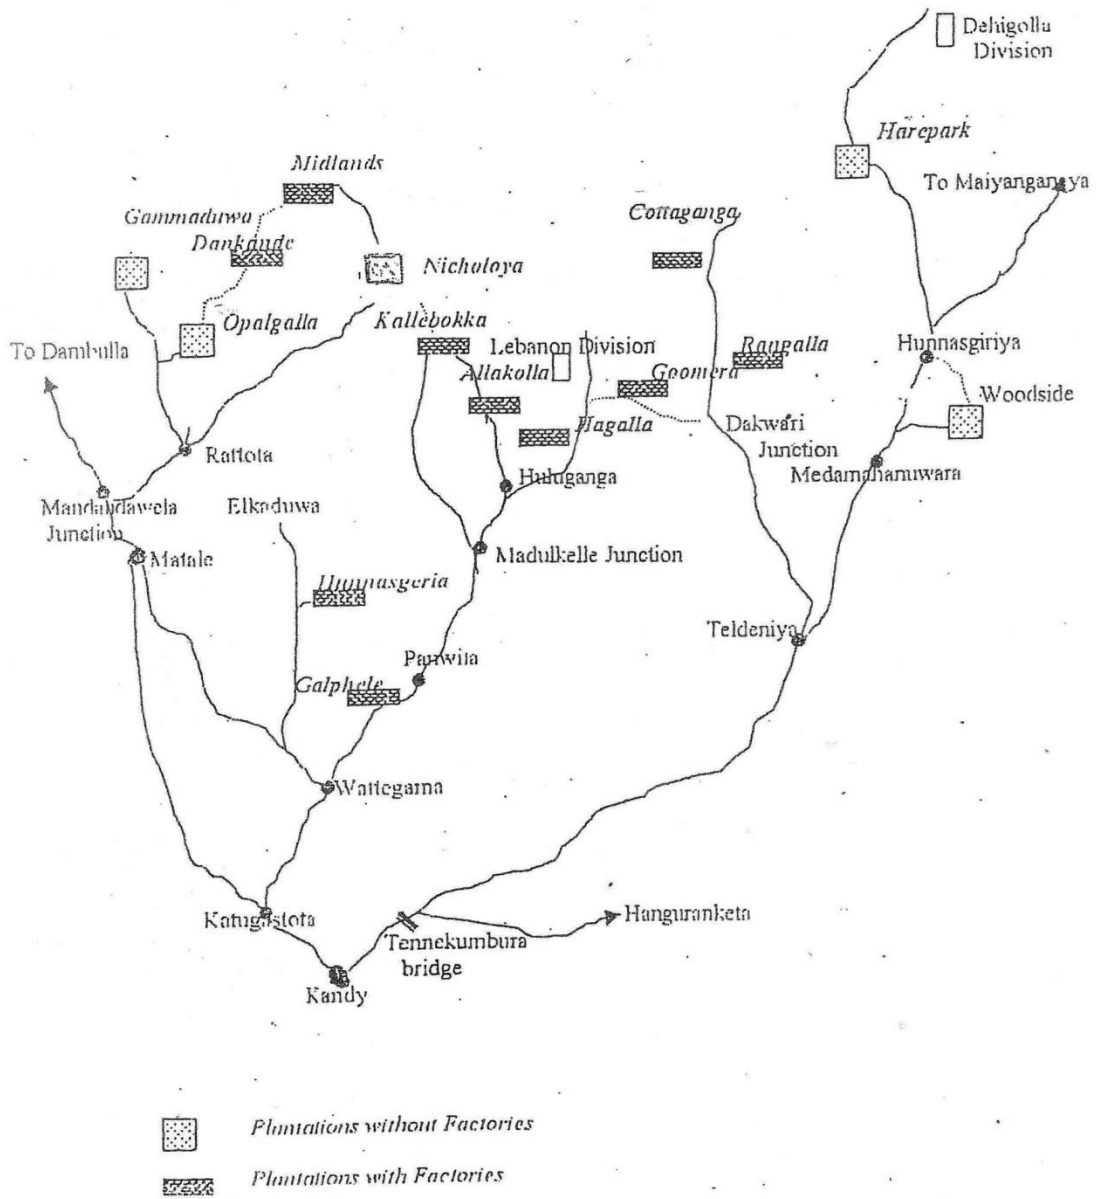 Dehigolla
Division
Harepark
Midlands
To Maiyanganaya
Cottaganga
Gammaduwa
Dankande
Nicholoya
Opalgalla
Kallebokka
To Dambulla
Lebanon Division
Rangalla
Hunnasgiriya
Allakolla
Goomera
Woodside
Hagalla
Dakwari
Junction
Rattota
Medamahanuwara
Huluganga
Mandandawela
Junction
Elkaduwa
Matale
Madulkelle Junction
Hunnasgeria
Teldeniya
Panwila
Galphele
Wattegama
Katugastota
Hanguranketa
Tennekumbura
bridge
Kandy
Plantations without Factories
Plantations with Factories